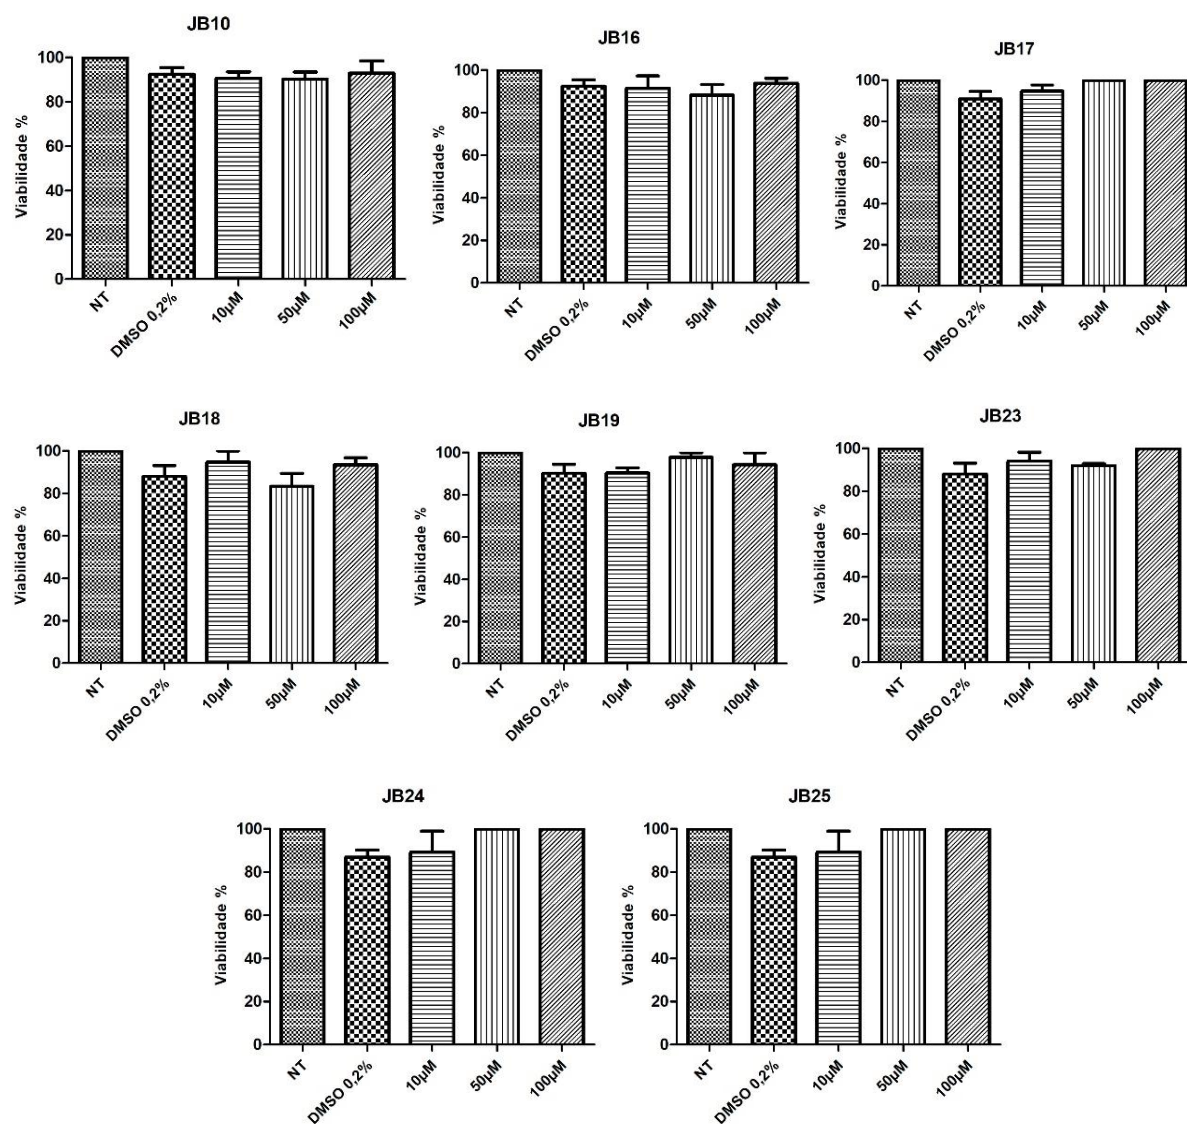 JB10
Viabilidade %
100
80
60
40
20
0
NT
DMSO 0,2%
10µM
50µM
100µM
JB16
Viabilidade %
100
80
60
40
20
0
NT
DMSO 0,2%
10µM
50µM
100µM
JB17
Viabilidade %
100
80
60
40
20
0
NT
DMSO 0,2%
10µM
50µM
100µM
JB18
Viabilidade %
100
80
60
40
20
0
NT
DMSO 0,2%
10µM
50µM
100µM
JB19
Viabilidade %
100
80
60
40
20
0
NT
DMSO 0,2%
10µM
50µM
100µM
JB23
Viabilidade %
100
80
60
40
20
0
NT
DMSO 0,2%
10µM
50µM
100µM
JB24
Viabilidade %
100
80
60
40
20
0
NT
DMSO 0,2%
10µM
50µM
100µM
JB25
Viabilidade %
100
80
60
40
20
0
NT
DMSO 0,2%
10µM
50µM
100µM